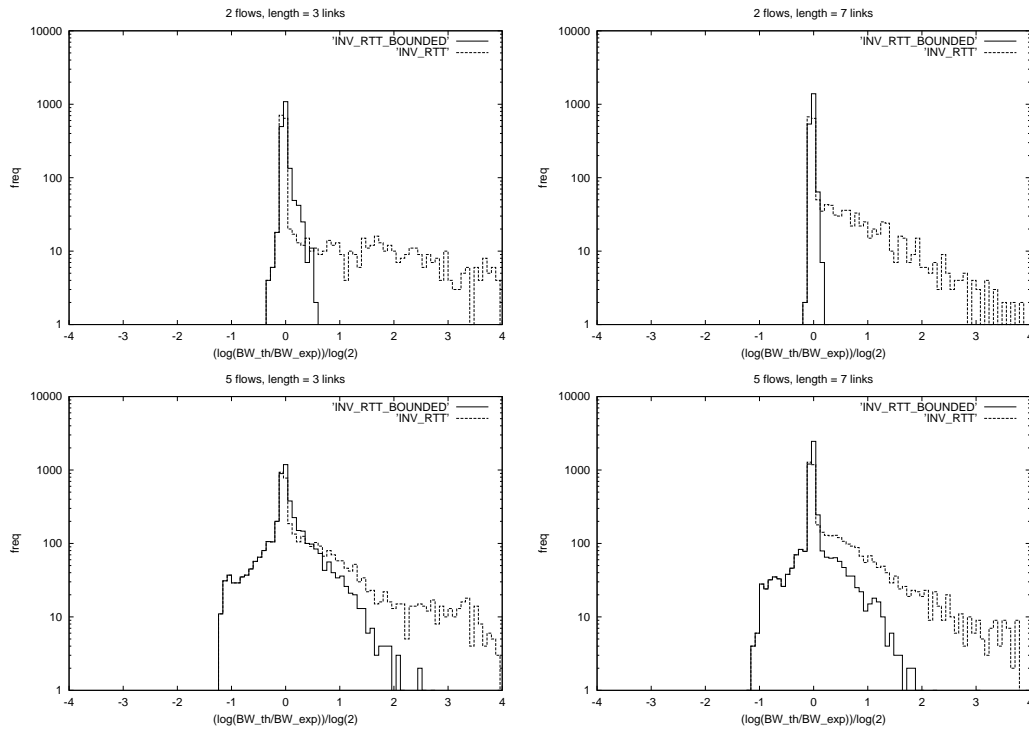 2 flows, length = 3 links
10000
1000
100
10
1
freq
-4 -3 -2 -1 0 1 2 3 4
(log(BW_th/BW_exp))/log(2)
'INV_RTT_BOUNDED'
'INV_RTT'
2 flows, length = 7 links
10000
1000
100
10
1
freq
-4 -3 -2 -1 0 1 2 3 4
(log(BW_th/BW_exp))/log(2)
'INV_RTT_BOUNDED'
'INV_RTT'
5 flows, length = 3 links
10000
1000
100
10
1
freq
-4 -3 -2 -1 0 1 2 3 4
(log(BW_th/BW_exp))/log(2)
'INV_RTT_BOUNDED'
'INV_RTT'
5 flows, length = 7 links
10000
1000
100
10
1
freq
-4 -3 -2 -1 0 1 2 3 4
(log(BW_th/BW_exp))/log(2)
'INV_RTT_BOUNDED'
'INV_RTT'